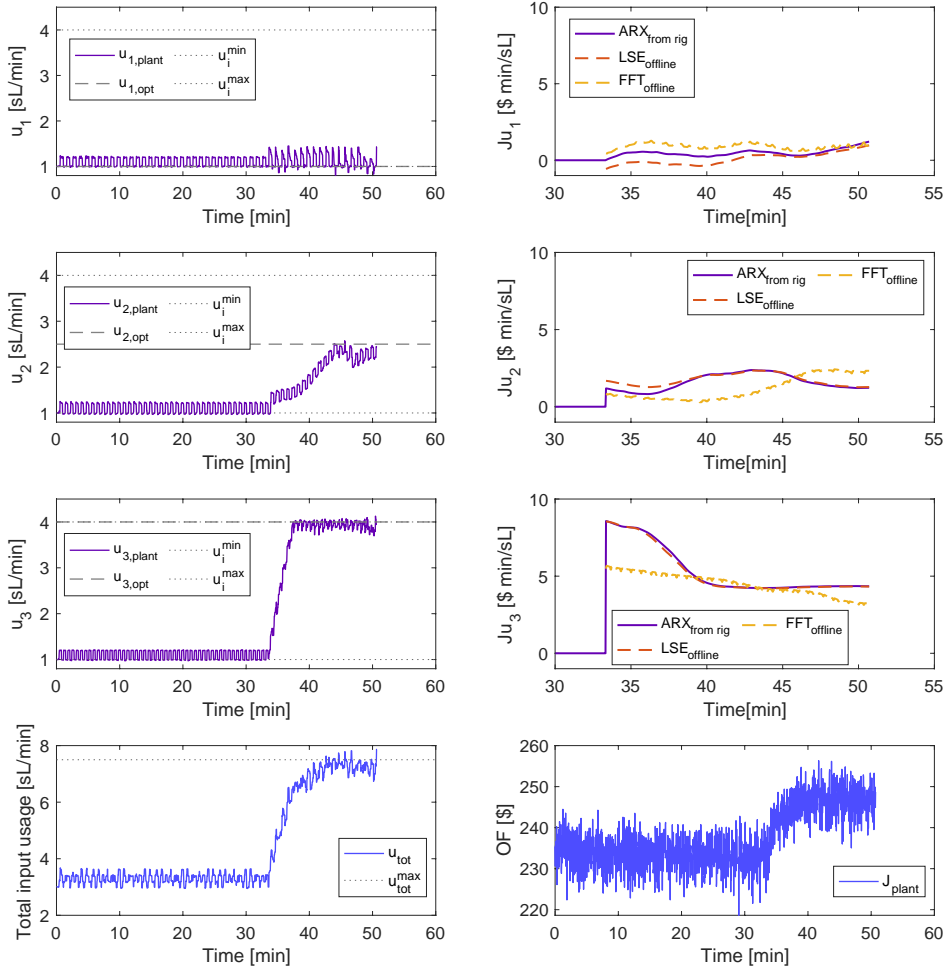 4
3
2
1
u1 [sL/min]
u1,plant
u1,opt
ui^min
ui^max
0 10 20 30 40 50 60
Time [min]
10
5
0
Ju1 [$ min/sL]
ARXfrom rig
LSEoffline
FFToffline
30 35 40 45 50 55
Time[min]
4
3
2
1
u2 [sL/min]
u2,plant
u2,opt
ui^min
ui^max
0 10 20 30 40 50 60
Time [min]
10
5
0
Ju2 [$ min/sL]
ARXfrom rig
LSEoffline
FFToffline
30 35 40 45 50 55
Time[min]
4
3
2
1
u3 [sL/min]
u3,plant
u3,opt
ui^min
ui^max
0 10 20 30 40 50 60
Time [min]
10
5
0
Ju3 [$ min/sL]
ARXfrom rig
LSEoffline
FFToffline
30 35 40 45 50 55
Time[min]
8
6
4
2
Total input usage [sL/min]
utot
utot^max
0 10 20 30 40 50 60
Time [min]
260
250
240
230
220
OF [$]
Jplant
0 10 20 30 40 50 60
Time [min]